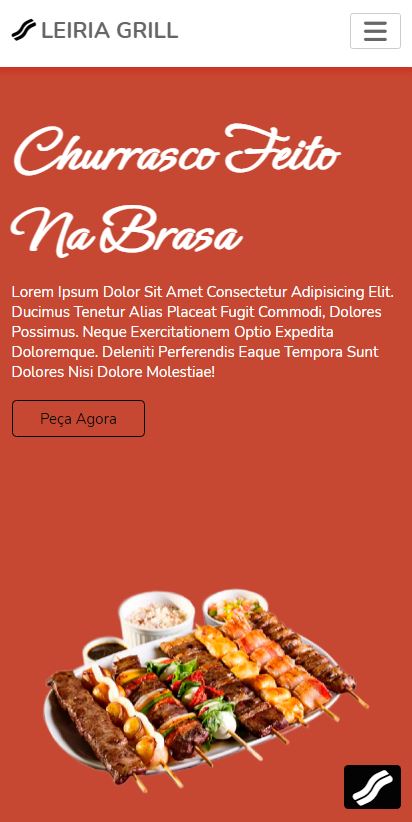 LEIRIA GRILL
Churrasco Feito
Na Brasa
Lorem Ipsum Dolor Sit Amet Consectetur Adipisicing Elit.
Ducimus Tenetur Alias Placeat Fugit Commodi, Dolores
Possimus. Neque Exercitationem Optio Expedita
Doloremque. Deleniti Perferendis Eaque Tempora Sunt
Dolores Nisi Dolore Molestiae!
Peça Agora